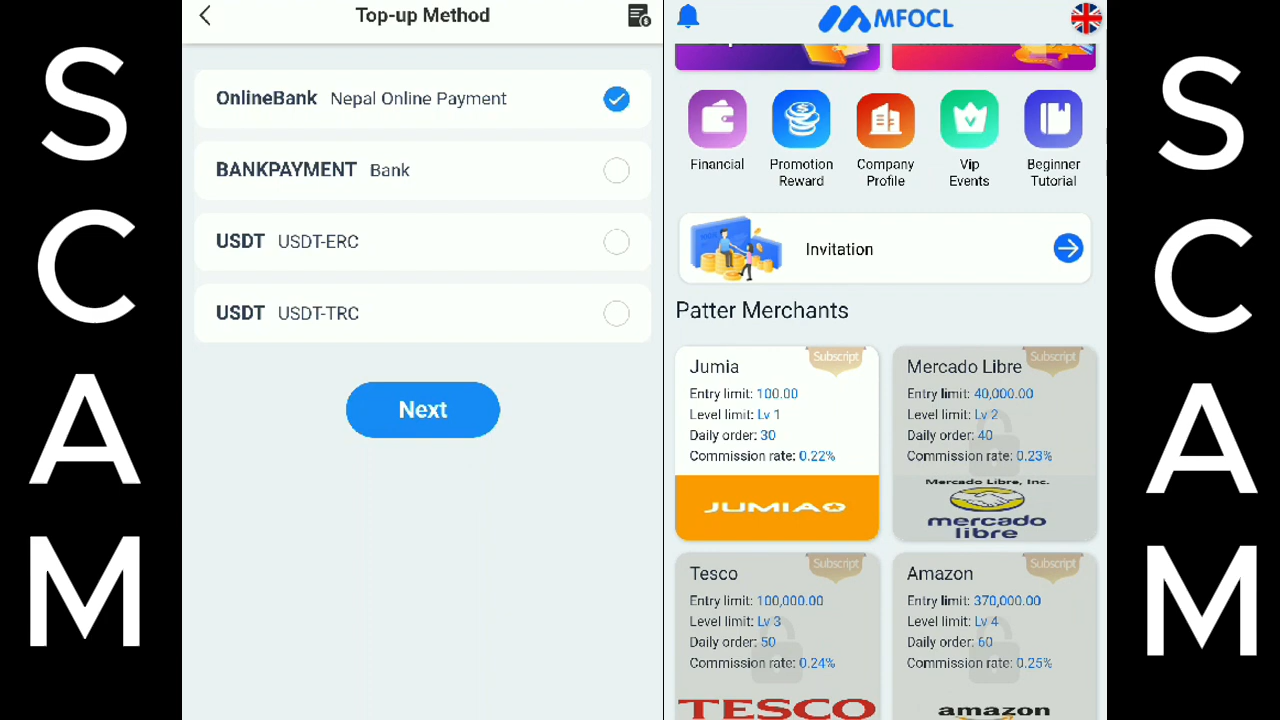 S
C
A
M
Top-up Method
OnlineBank Nepal Online Payment
BANKPAYMENT Bank
USDT USDT-ERC
USDT USDT-TRC
Next
MFOCL
Financial
Promotion
Reward
Company
Profile
Vip
Events
Beginner
Tutorial
Invitation
Patter Merchants
Subscript
Jumia
Entry limit: 100.00
Level limit: Lv 1
Daily order: 30
Commission rate: 0.22%
JUMIA
Subscript
Mercado Libre
Entry limit: 40,000.00
Level limit: Lv 2
Daily order: 40
Commission rate: 0.23%
Mercado Libre, Inc.
mercado
libre
Subscript
Tesco
Entry limit: 100,000.00
Level limit: Lv 3
Daily order: 50
Commission rate: 0.24%
TESCO
Subscript
Amazon
Entry limit: 370,000.00
Level limit: Lv 4
Daily order: 60
Commission rate: 0.25%
amazon
S
C
A
M